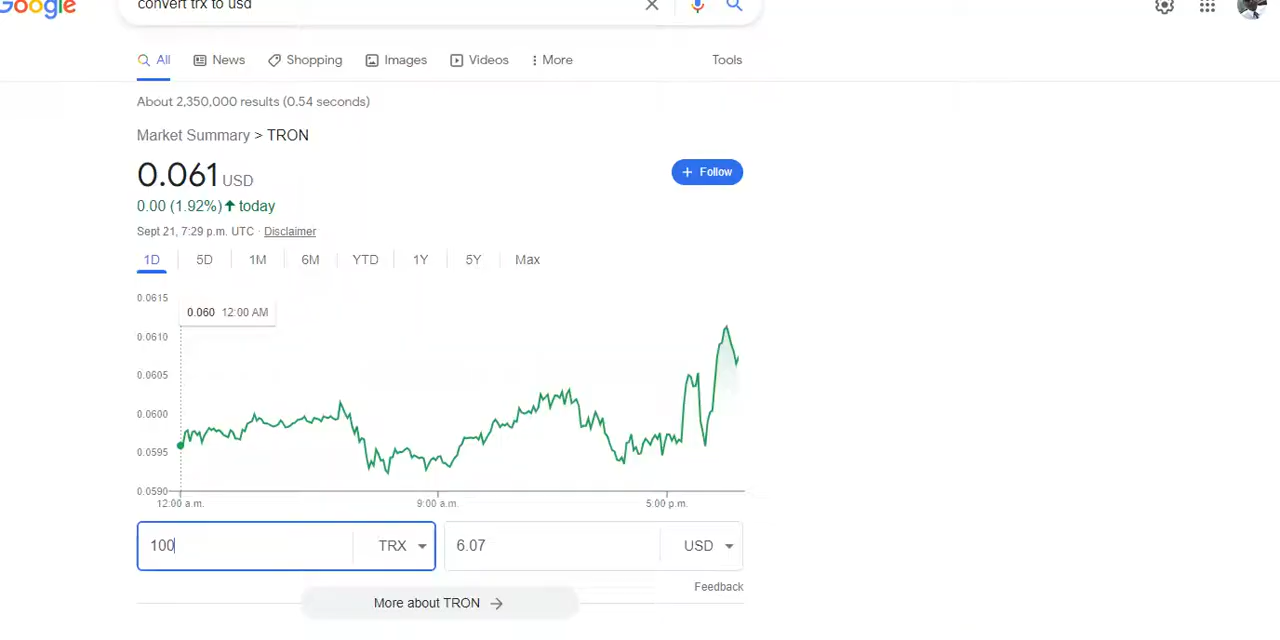 Google
convert trx to usd
All News Shopping Images Videos More Tools
About 2,350,000 results (0.54 seconds)
Market Summary > TRON
0.061 USD
+ Follow
0.00 (1.92%) ↑ today
Sept 21, 7:29 p.m. UTC · Disclaimer
1D 5D 1M 6M YTD 1Y 5Y Max
0.0615
0.060 12:00 AM
0.0610
0.0605
0.0600
0.0595
0.0590
12:00 a.m. 9:00 a.m. 5:00 p.m.
100 TRX 6.07 USD
Feedback
More about TRON →